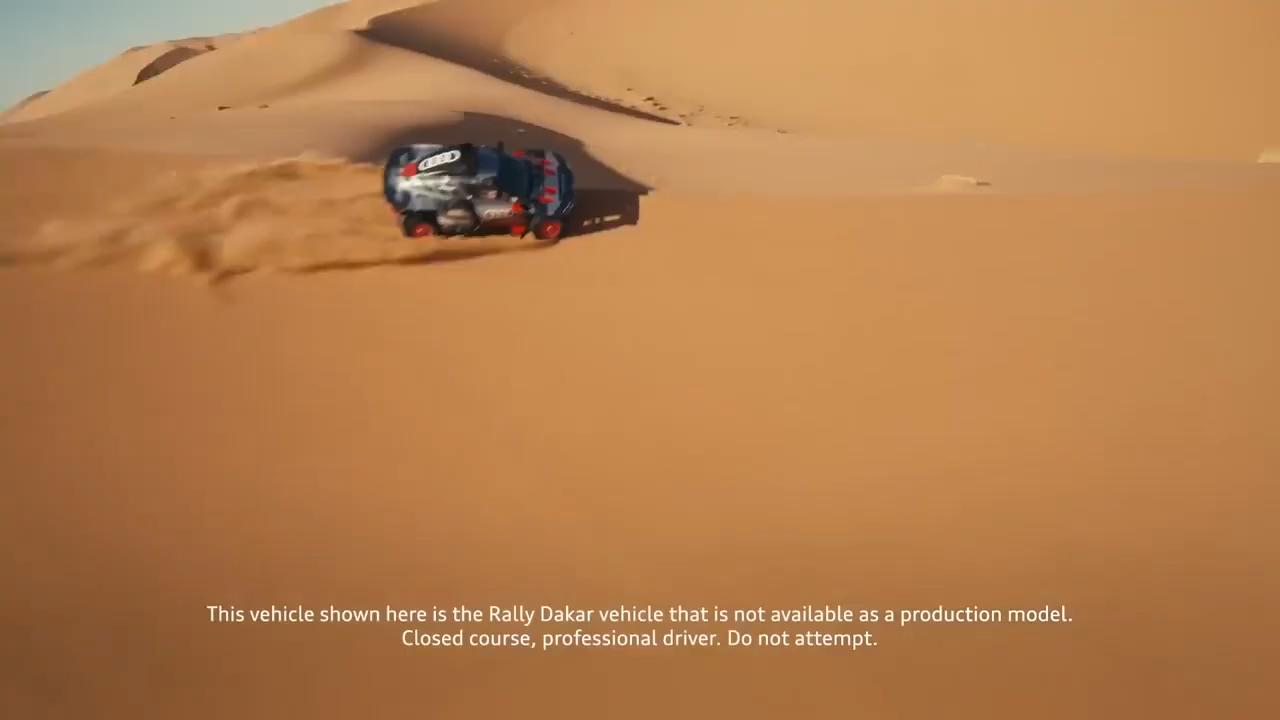 This vehicle shown here is the Rally Dakar vehicle that is not available as a production model.
Closed course, professional driver. Do not attempt.